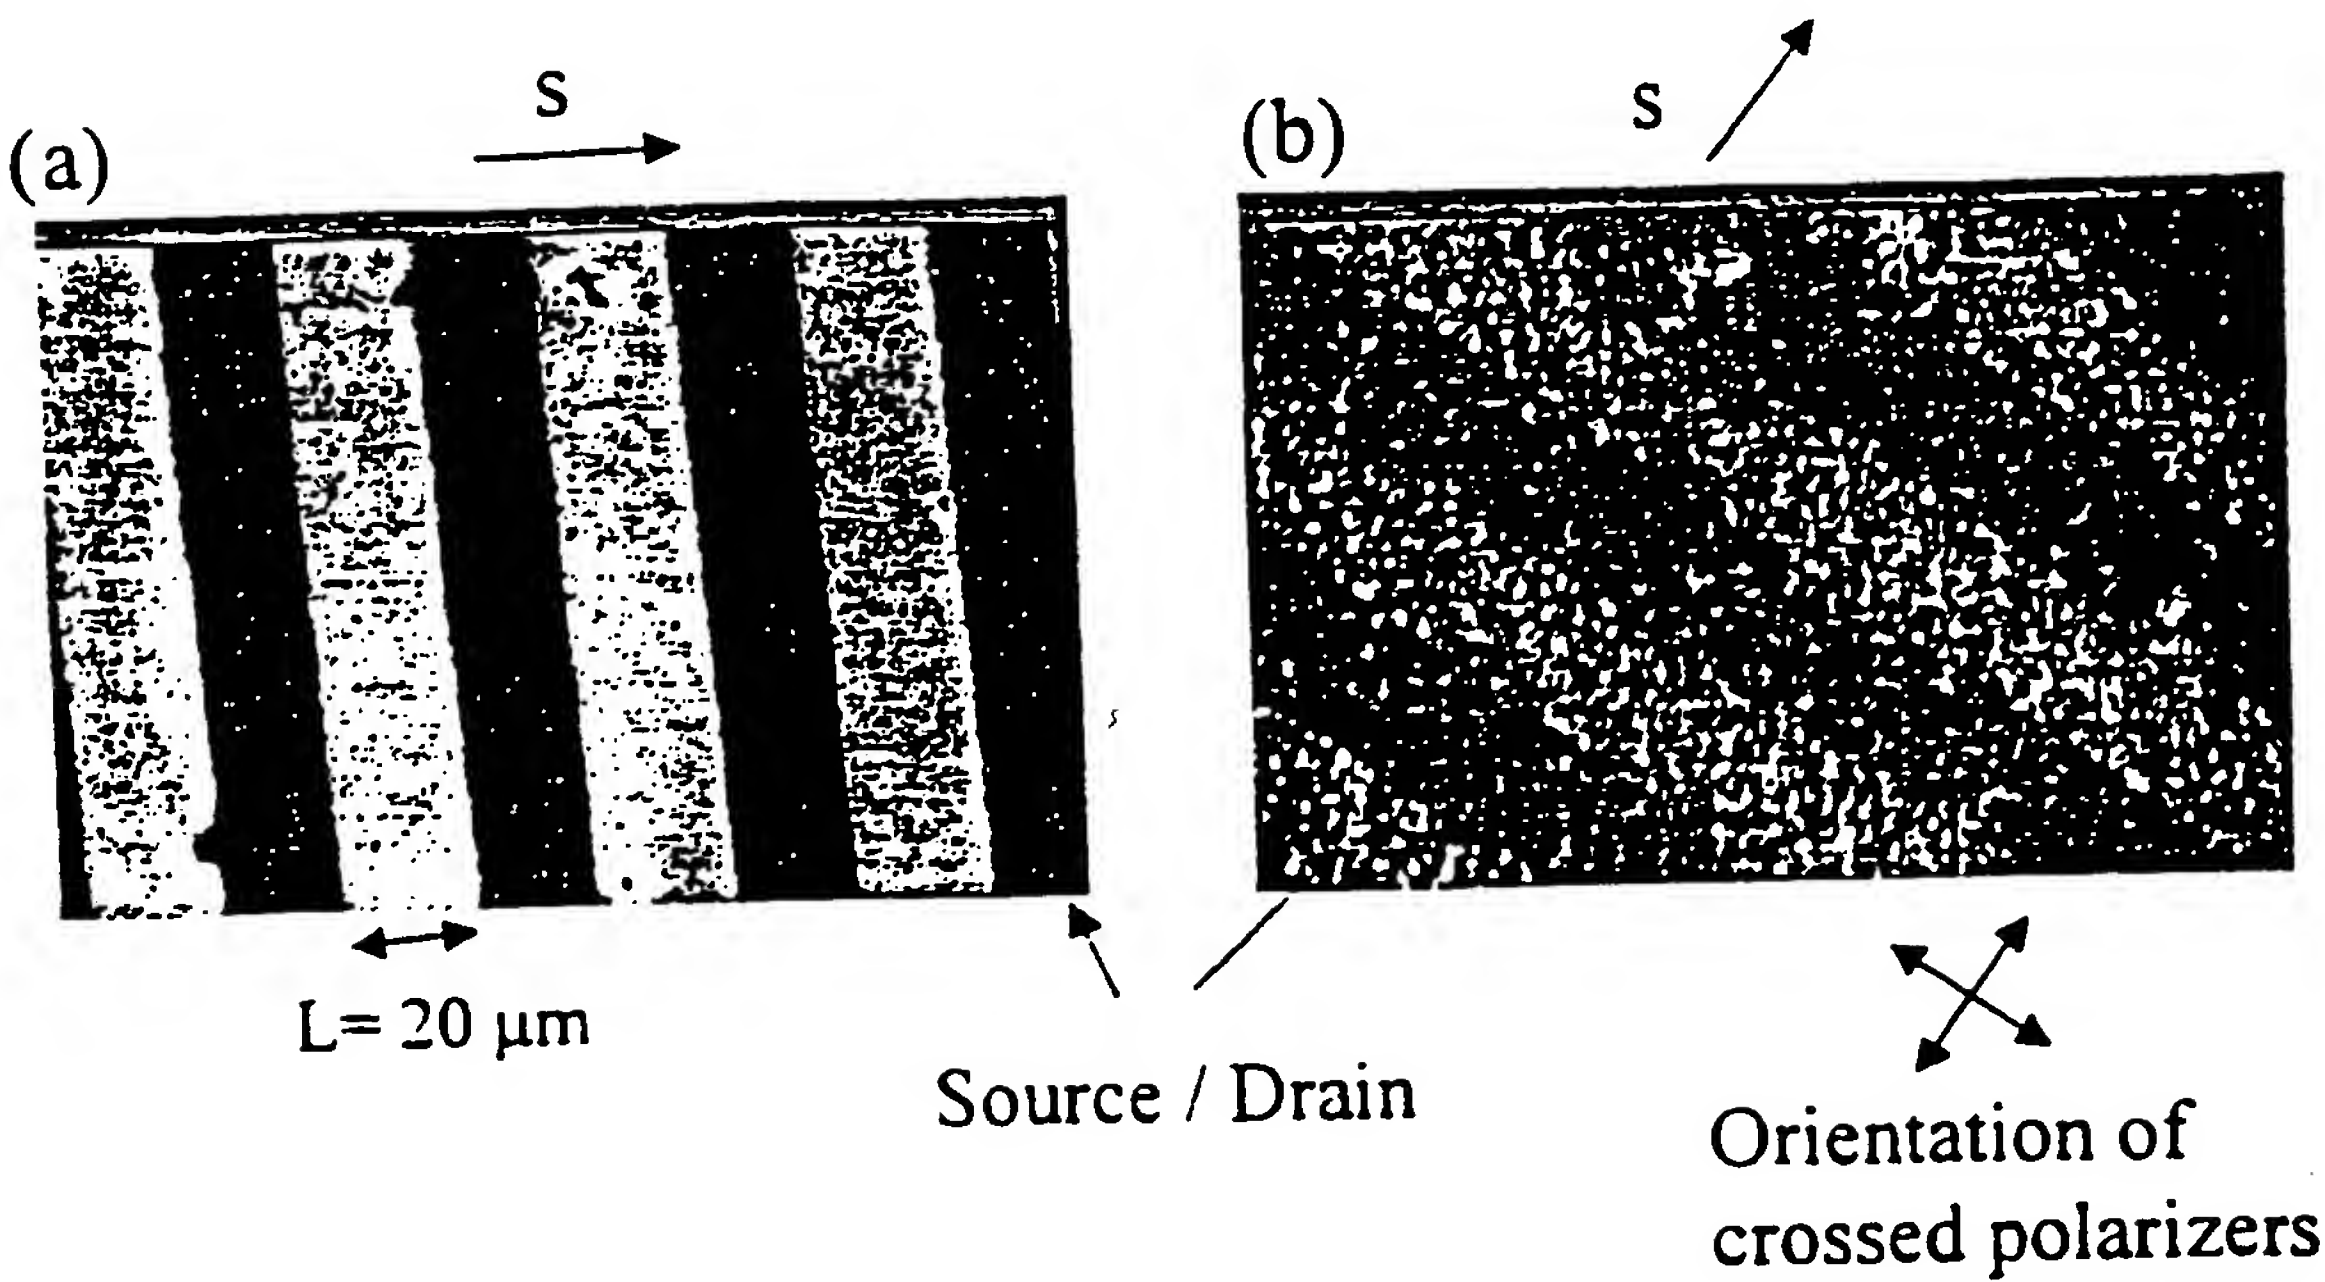 S
(a)
S
(b)
L= 20 μm
Source / Drain
Orientation of
crossed polarizers